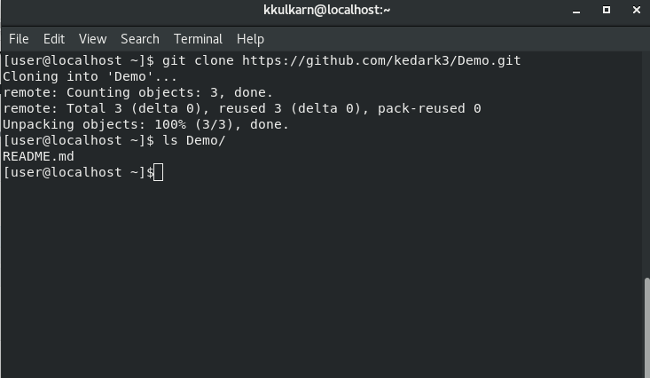 kkulkarn@localhost:~
File Edit View Search Terminal Help
[user@localhost ~]$ git clone https://github.com/kedark3/Demo.git
Cloning into 'Demo'...
remote: Counting objects: 3, done.
remote: Total 3 (delta 0), reused 3 (delta 0), pack-reused 0
Unpacking objects: 100% (3/3), done.
[user@localhost ~]$ ls Demo/
README.md
[user@localhost ~]$